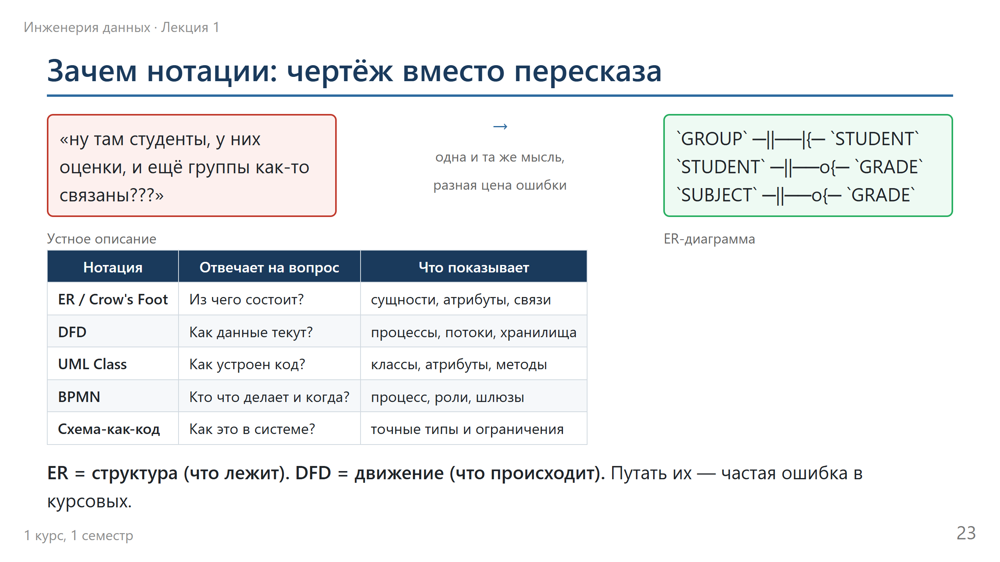 Инженерия данных · Лекция 1
Зачем нотации: чертёж вместо пересказа
«ну там студенты, у них
оценки, и ещё группы как-то
связаны???»
Устное описание
→
одна и та же мысль,
разная цена ошибки
`GROUP` —||——|{— `STUDENT`
`STUDENT` —||——o{— `GRADE`
`SUBJECT` —||——o{— `GRADE`
ER-диаграмма
Нотация Отвечает на вопрос Что показывает
ER / Crow's Foot Из чего состоит? сущности, атрибуты, связи
DFD Как данные текут? процессы, потоки, хранилища
UML Class Как устроен код? классы, атрибуты, методы
BPMN Кто что делает и когда? процесс, роли, шлюзы
Схема-как-код Как это в системе? точные типы и ограничения
ER = структура (что лежит). DFD = движение (что происходит). Путать их — частая ошибка в
курсовых.
1 курс, 1 семестр
23